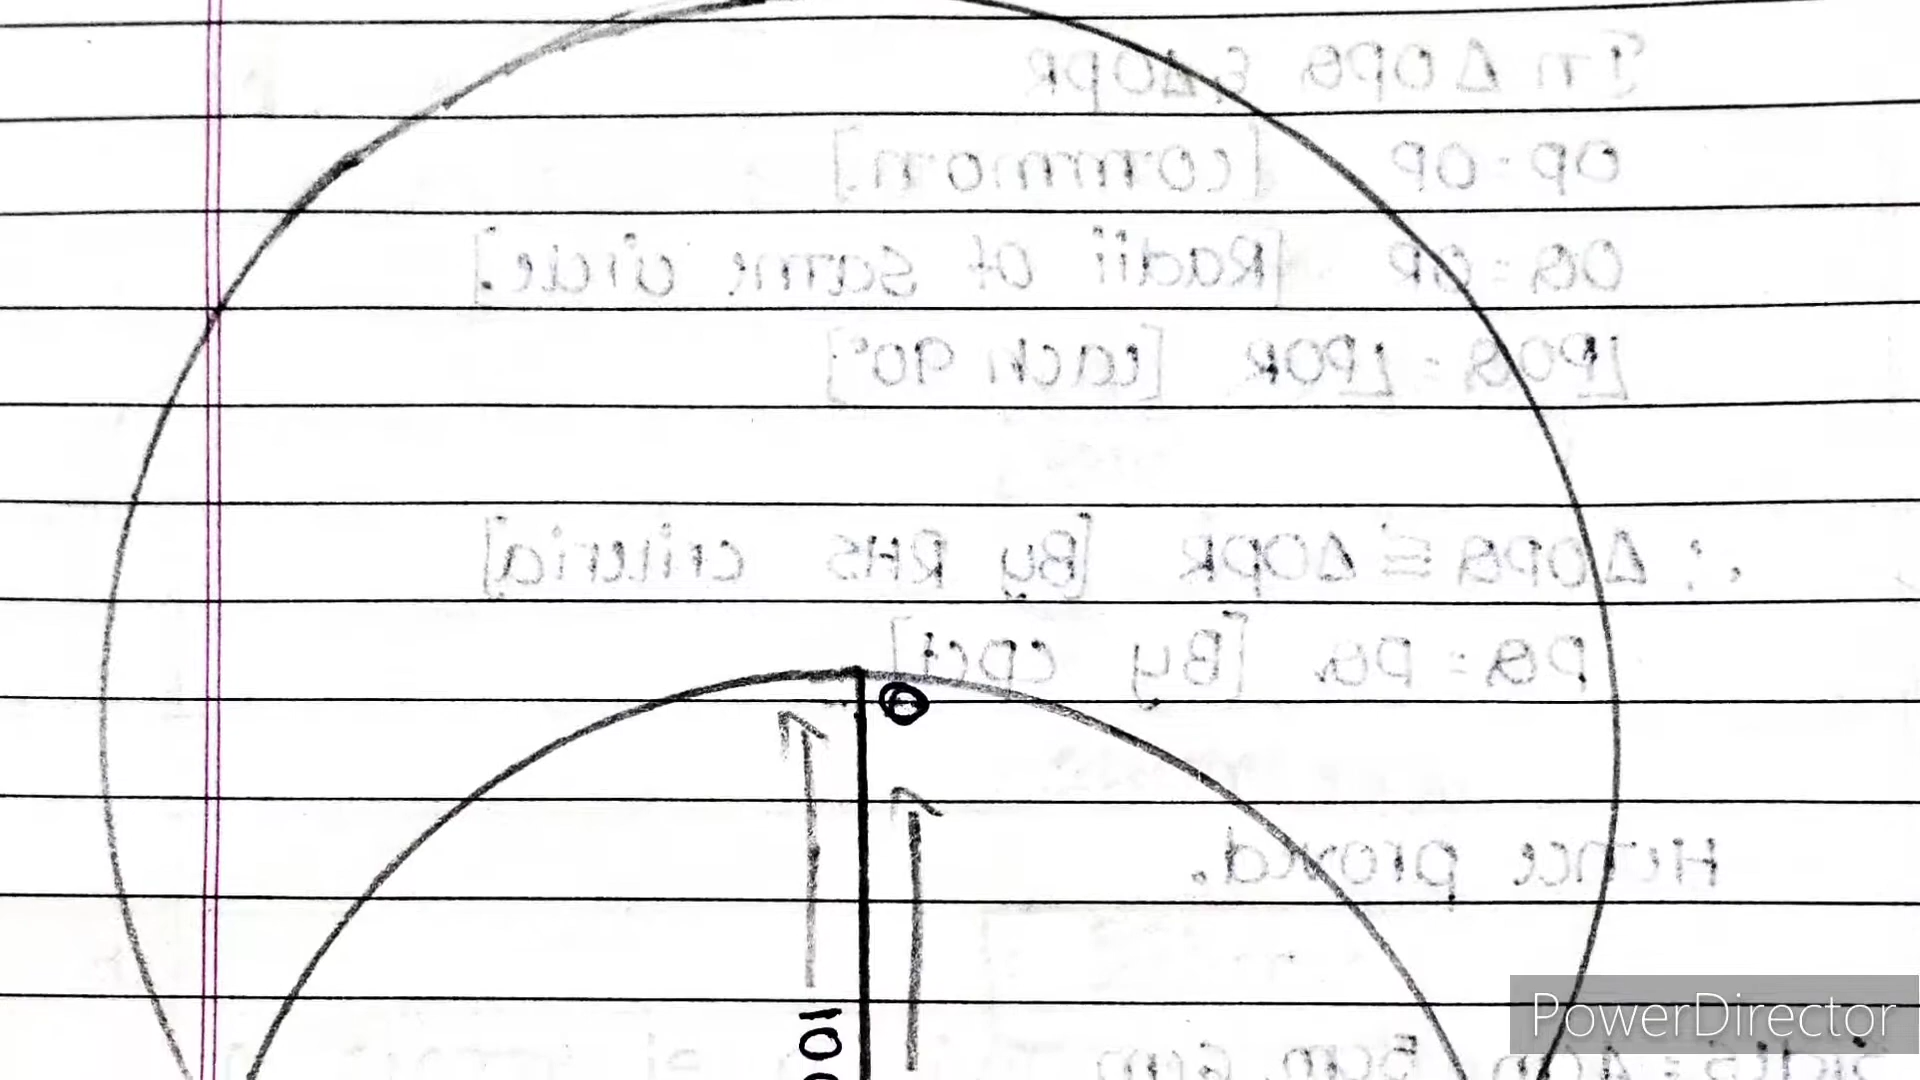 In ΔOPQ & ΔOPR
OP = OP [common]
OQ = OR [Radii of same circle]
∠POQ = ∠POR [each 90°]
∴ ΔOPQ ≅ ΔOPR [By RHS criteria]
PQ = PQ [By cpct]
O
Hence proved.
PowerDirector